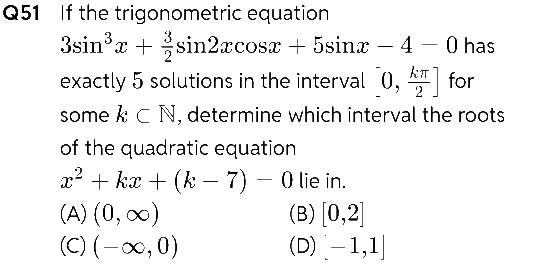 Q51 If the trigonometric equation
3sin³x + 3/2 sin2xcosx + 5sinx − 4 − 0 has
exactly 5 solutions in the interval [0, kπ/2] for
some k ⊂ ℕ, determine which interval the roots
of the quadratic equation
x² + kx + (k − 7) − 0 lie in.
(A) (0, ∞) (B) [0,2]
(C) (−∞, 0) (D) [−1,1]